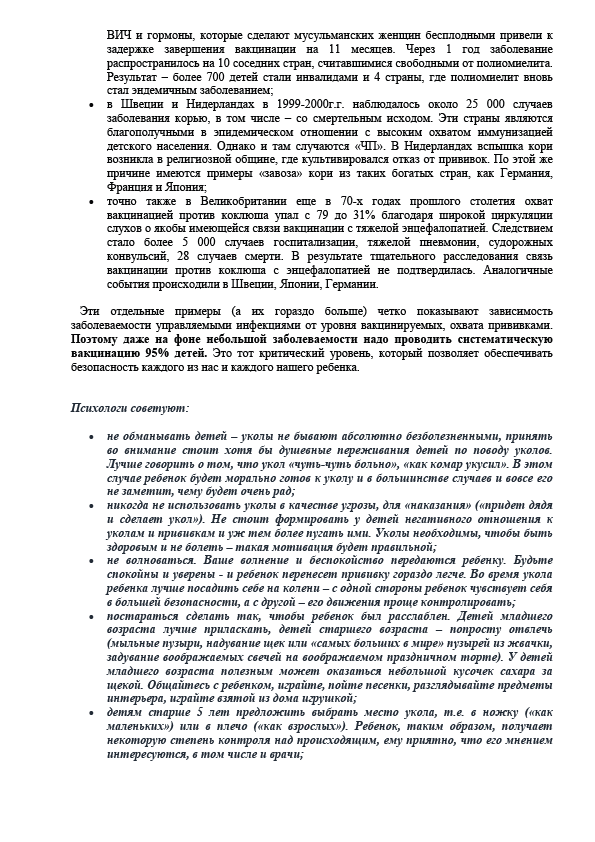 ВИЧ и гормоны, которые сделают мусульманских женщин бесплодными привели к
задержке завершения вакцинации на 11 месяцев. Через 1 год заболевание
распространилось на 10 соседних стран, считавшимися свободными от полиомиелита.
Результат – более 700 детей стали инвалидами и 4 страны, где полиомиелит вновь
стал эндемичным заболеванием;
• в Швеции и Нидерландах в 1999-2000г.г. наблюдалось около 25 000 случаев
заболевания корью, в том числе – со смертельным исходом. Эти страны являются
благополучными в эпидемическом отношении с высоким охватом иммунизацией
детского населения. Однако и там случаются «ЧП». В Нидерландах вспышка кори
возникла в религиозной общине, где культивировался отказ от прививок. По этой же
причине имеются примеры «завоза» кори из таких богатых стран, как Германия,
Франция и Япония;
• точно также в Великобритании еще в 70-х годах прошлого столетия охват
вакцинацией против коклюша упал с 79 до 31% благодаря широкой циркуляции
слухов о якобы имеющейся связи вакцинации с тяжелой энцефалопатией. Следствием
стало более 5 000 случаев госпитализации, тяжелой пневмонии, судорожных
конвульсий, 28 случаев смерти. В результате тщательного расследования связь
вакцинации против коклюша с энцефалопатией не подтвердилась. Аналогичные
события происходили в Швеции, Японии, Германии.
Эти отдельные примеры (а их гораздо больше) четко показывают зависимость
заболеваемости управляемыми инфекциями от уровня вакцинируемых, охвата прививками.
Поэтому даже на фоне небольшой заболеваемости надо проводить систематическую
вакцинацию 95% детей. Это тот критический уровень, который позволяет обеспечивать
безопасность каждого из нас и каждого нашего ребенка.
Психологи советуют:
• не обманывать детей – уколы не бывают абсолютно безболезненными, принять
во внимание стоит хотя бы душевные переживания детей по поводу уколов.
Лучше говорить о том, что укол «чуть-чуть больно», «как комар укусил». В этом
случае ребенок будет морально готов к уколу и в большинстве случаев и вовсе его
не заметит, чему будет очень рад;
• никогда не использовать уколы в качестве угрозы, для «наказания» («придет дядя
и сделает укол»). Не стоит формировать у детей негативного отношения к
уколам и прививкам и уж тем более пугать ими. Уколы необходимы, чтобы быть
здоровым и не болеть – такая мотивация будет правильной;
• не волноваться. Ваше волнение и беспокойство передаются ребенку. Будьте
спокойны и уверены - и ребенок перенесет прививку гораздо легче. Во время укола
ребенка лучше посадить себе на колени – с одной стороны ребенок чувствует себя
в большей безопасности, а с другой – его движения проще контролировать;
• постараться сделать так, чтобы ребенок был расслаблен. Детей младшего
возраста лучше приласкать, детей старшего возраста – попросту отвлечь
(мыльные пузыри, надувание щек или «самых больших в мире» пузырей из жвачки,
задувание воображаемых свечей на воображаемом праздничном торте). У детей
младшего возраста полезным может оказаться небольшой кусочек сахара за
щекой. Общайтесь с ребенком, играйте, пойте песенки, разглядывайте предметы
интерьера, играйте взятой из дома игрушкой;
• детям старше 5 лет предложить выбрать место укола, т.е. в ножку («как
маленьких») или в плечо («как взрослых»). Ребенок, таким образом, получает
некоторую степень контроля над происходящим, ему приятно, что его мнением
интересуются, в том числе и врачи;